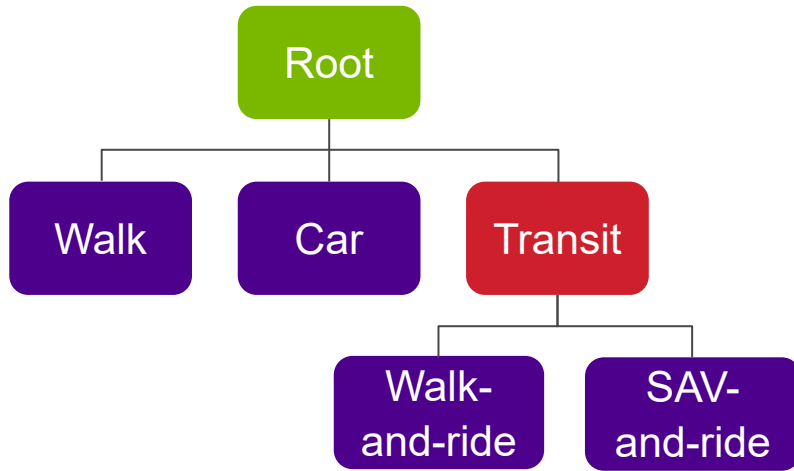 Root
Walk
Car
Transit
Walk-
and-ride
SAV-
and-ride